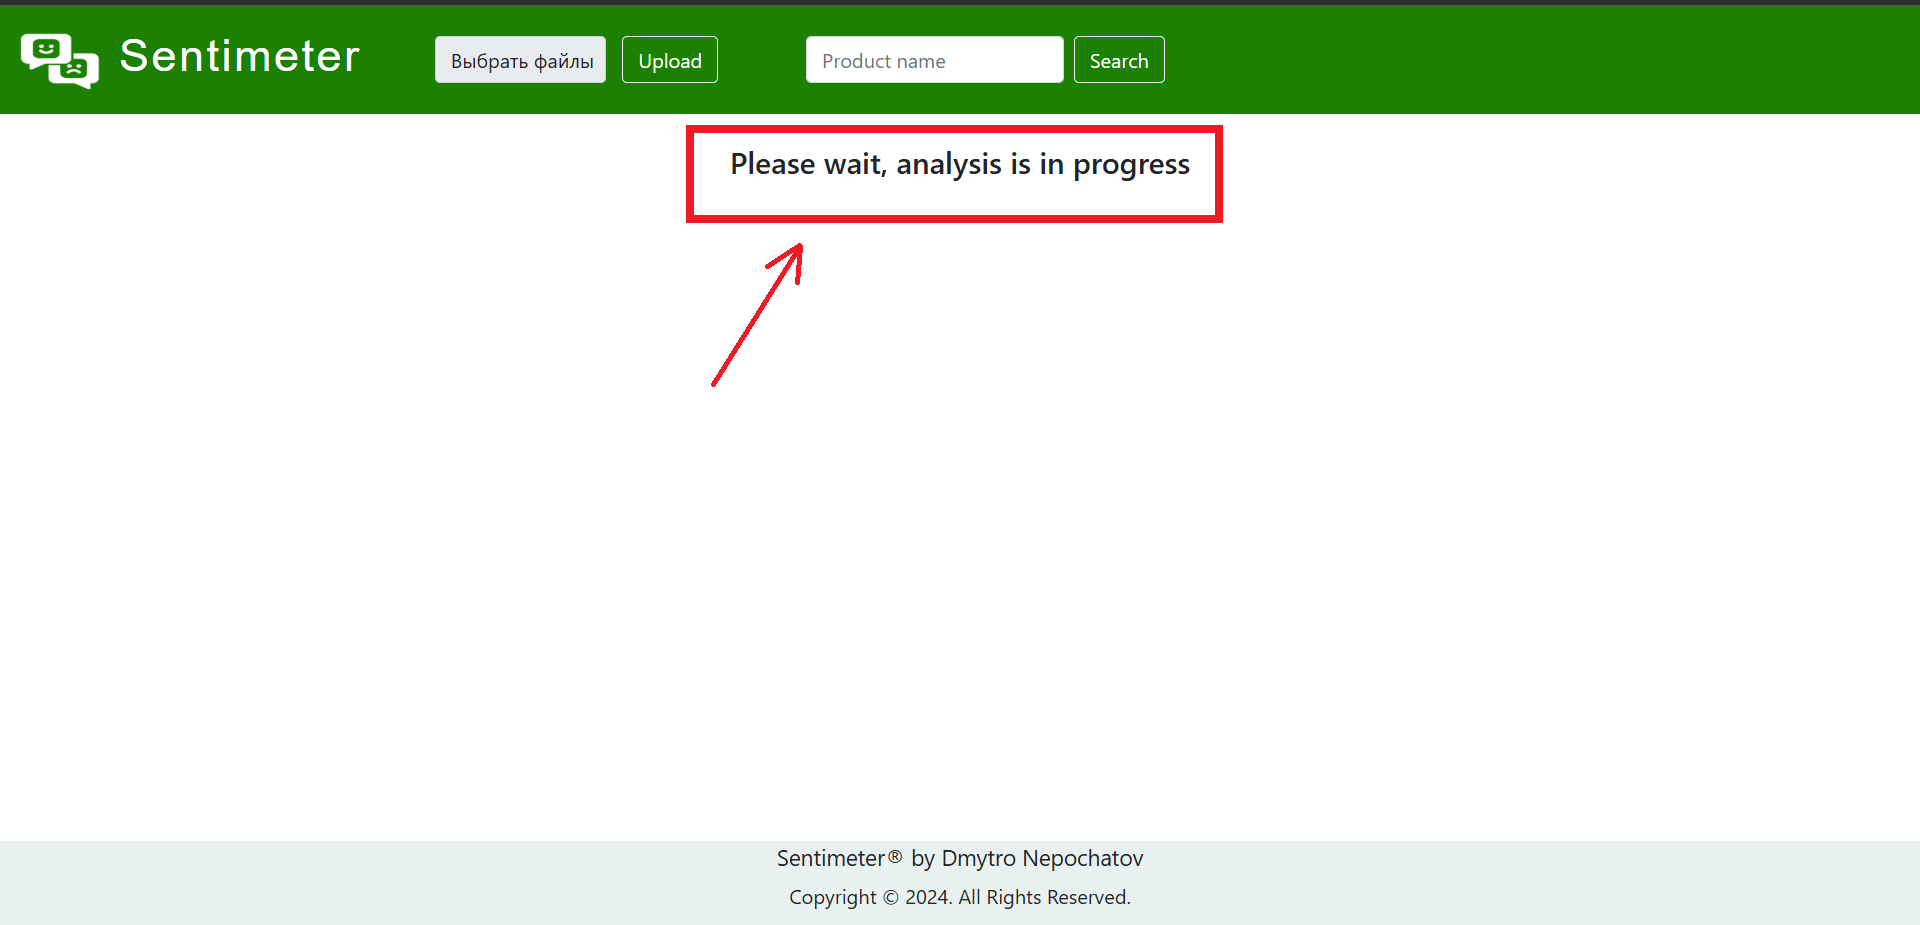 Sentimeter
Выбрать файлы
Upload
Product name
Search
Please wait, analysis is in progress
Sentimeter® by Dmytro Nepochatov
Copyright © 2024. All Rights Reserved.